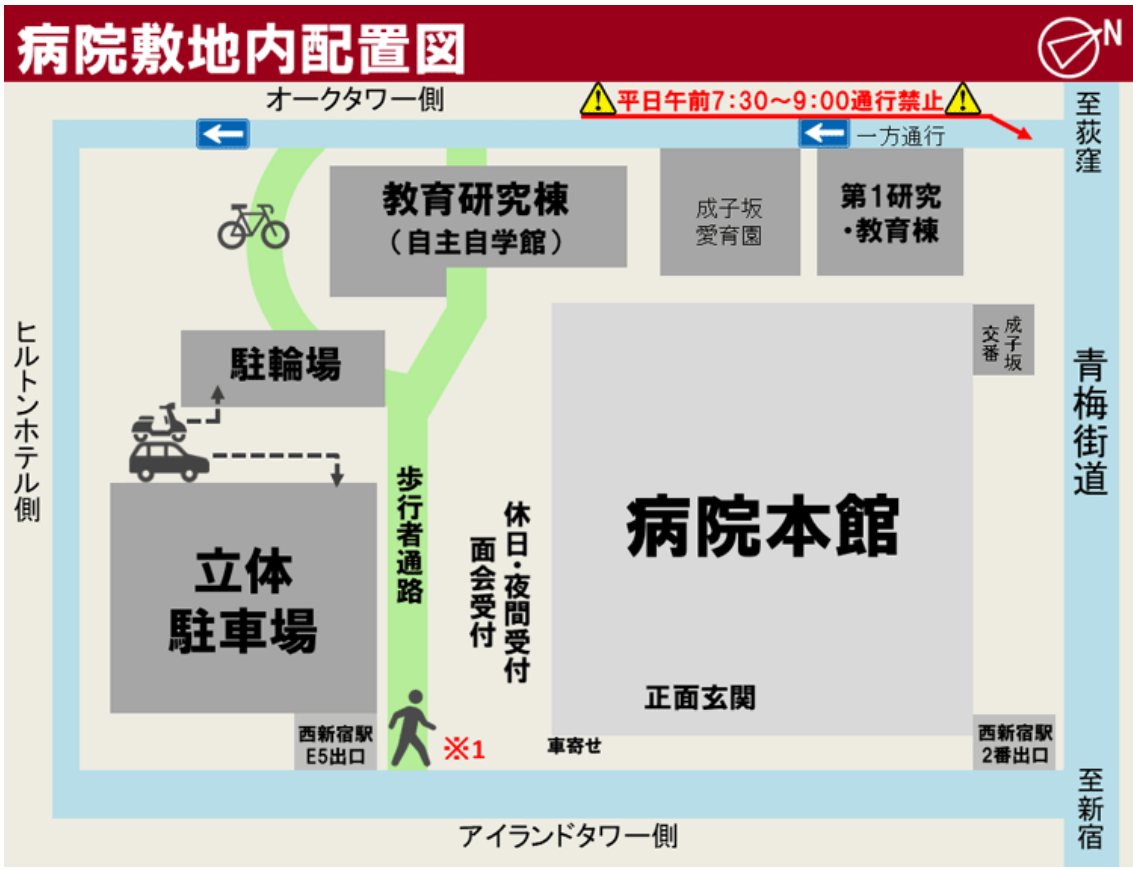 病院敷地内配置図
N
オークタワー側
平日午前7:30～9:00通行禁止
至荻窪
一方通行
教育研究棟
（自主自学館）
成子坂
愛育園
第1研究
・教育棟
成子坂
交番
駐輪場
ヒルトンホテル側
青梅街道
歩行者通路
休日・夜間受付
面会受付
病院本館
立体
駐車場
正面玄関
西新宿駅
E5出口
※1
車寄せ
西新宿駅
2番出口
至新宿
アイランドタワー側